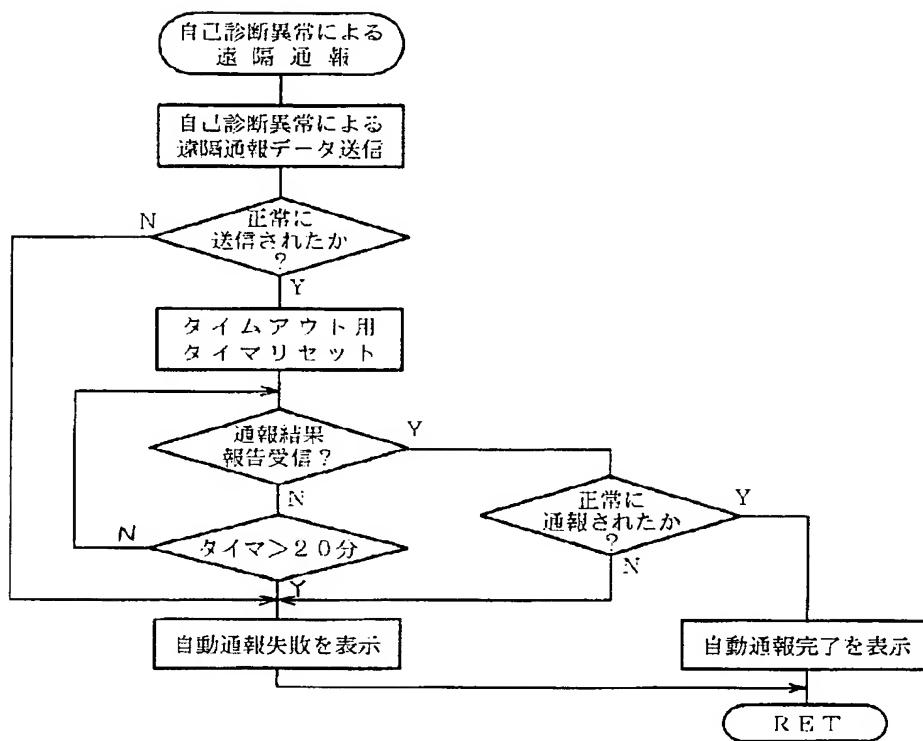 自己診断異常による
遠隔通報
自己診断異常による
遠隔通報データ送信
N
正常に
送信されたか
?
Y
タイムアウト用
タイマリセット
通報結果
報告受信?
Y
N
正常に
通報されたか
?
Y
N
N
タイマ>20分
Y
自動通報失敗を表示
自動通報完了を表示
RET